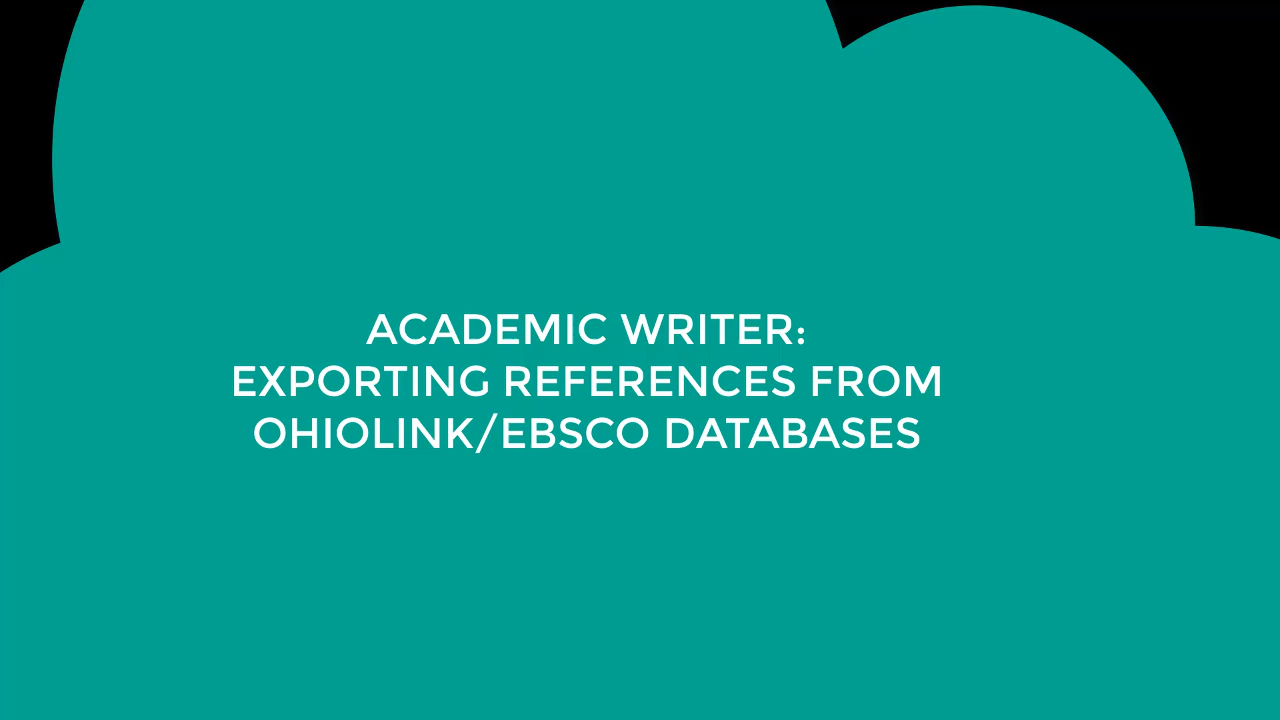 ACADEMIC WRITER:
EXPORTING REFERENCES FROM
OHIOLINK/EBSCO DATABASES